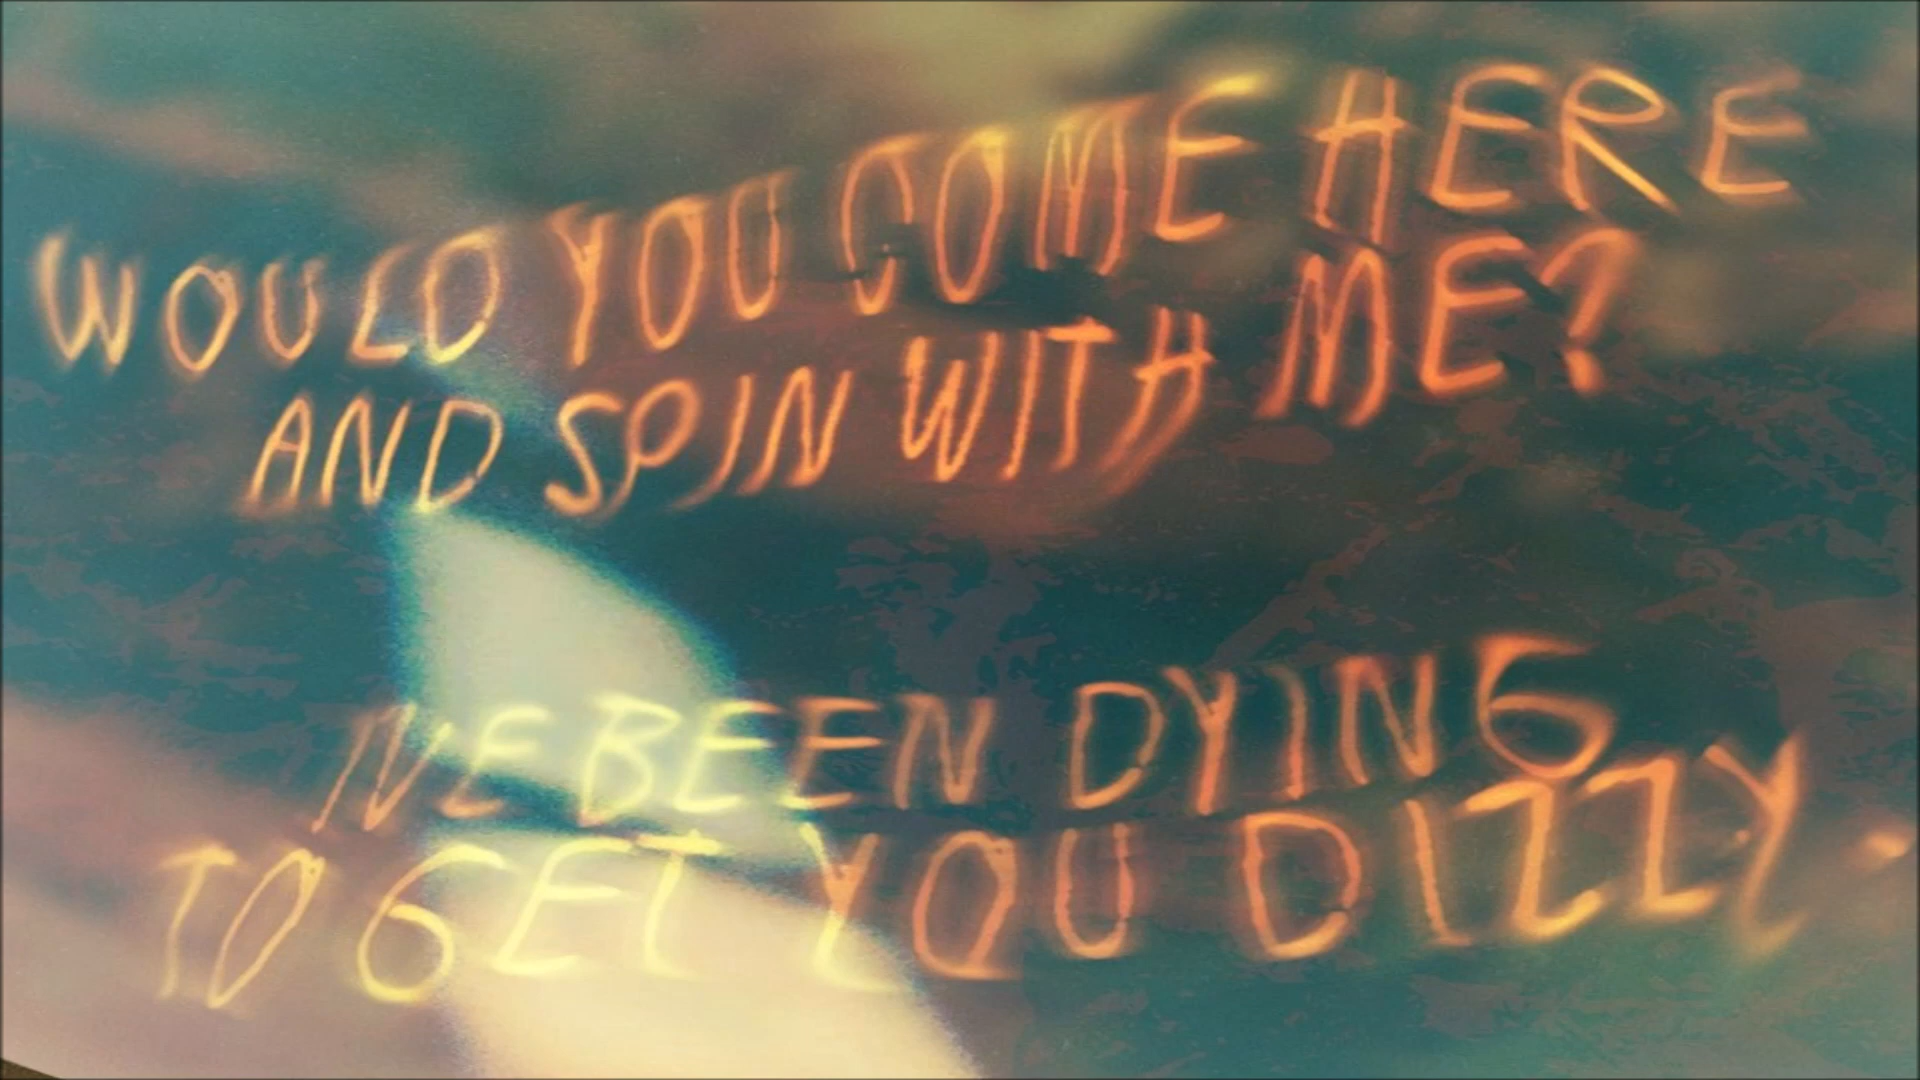 WOULD YOU COME HERE
AND SPIN WITH ME?
I'VE BEEN DYING
TO GET YOU DIZZY